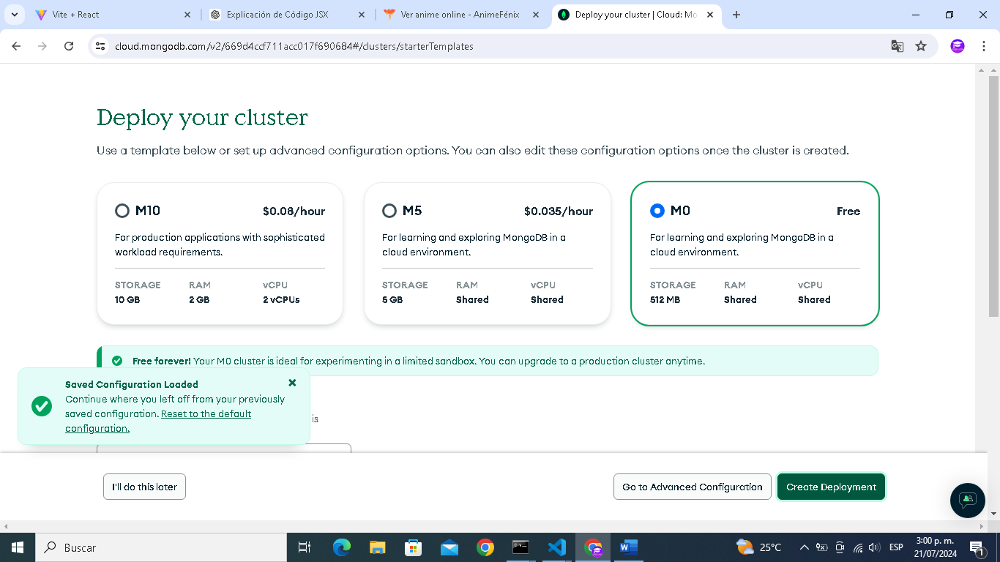 Vite + React
Explicación de Código JSX
Ver anime online - AnimeFénix
Deploy your cluster | Cloud: Mo
cloud.mongodb.com/v2/669d4ccf711acc017f690684#/clusters/starterTemplates
Deploy your cluster
Use a template below or set up advanced configuration options. You can also edit these configuration options once the cluster is created.
M10 $0.08/hour
For production applications with sophisticated
workload requirements.
STORAGE RAM vCPU
10 GB 2 GB 2 vCPUs
M5 $0.035/hour
For learning and exploring MongoDB in a
cloud environment.
STORAGE RAM vCPU
5 GB Shared Shared
M0 Free
For learning and exploring MongoDB in a
cloud environment.
STORAGE RAM vCPU
512 MB Shared Shared
Free forever! Your M0 cluster is ideal for experimenting in a limited sandbox. You can upgrade to a production cluster anytime.
Saved Configuration Loaded
Continue where you left off from your previously
saved configuration. Reset to the default
configuration.
is
I'll do this later
Go to Advanced Configuration
Create Deployment
Buscar
25°C
ESP
3:00 p. m.
21/07/2024
1